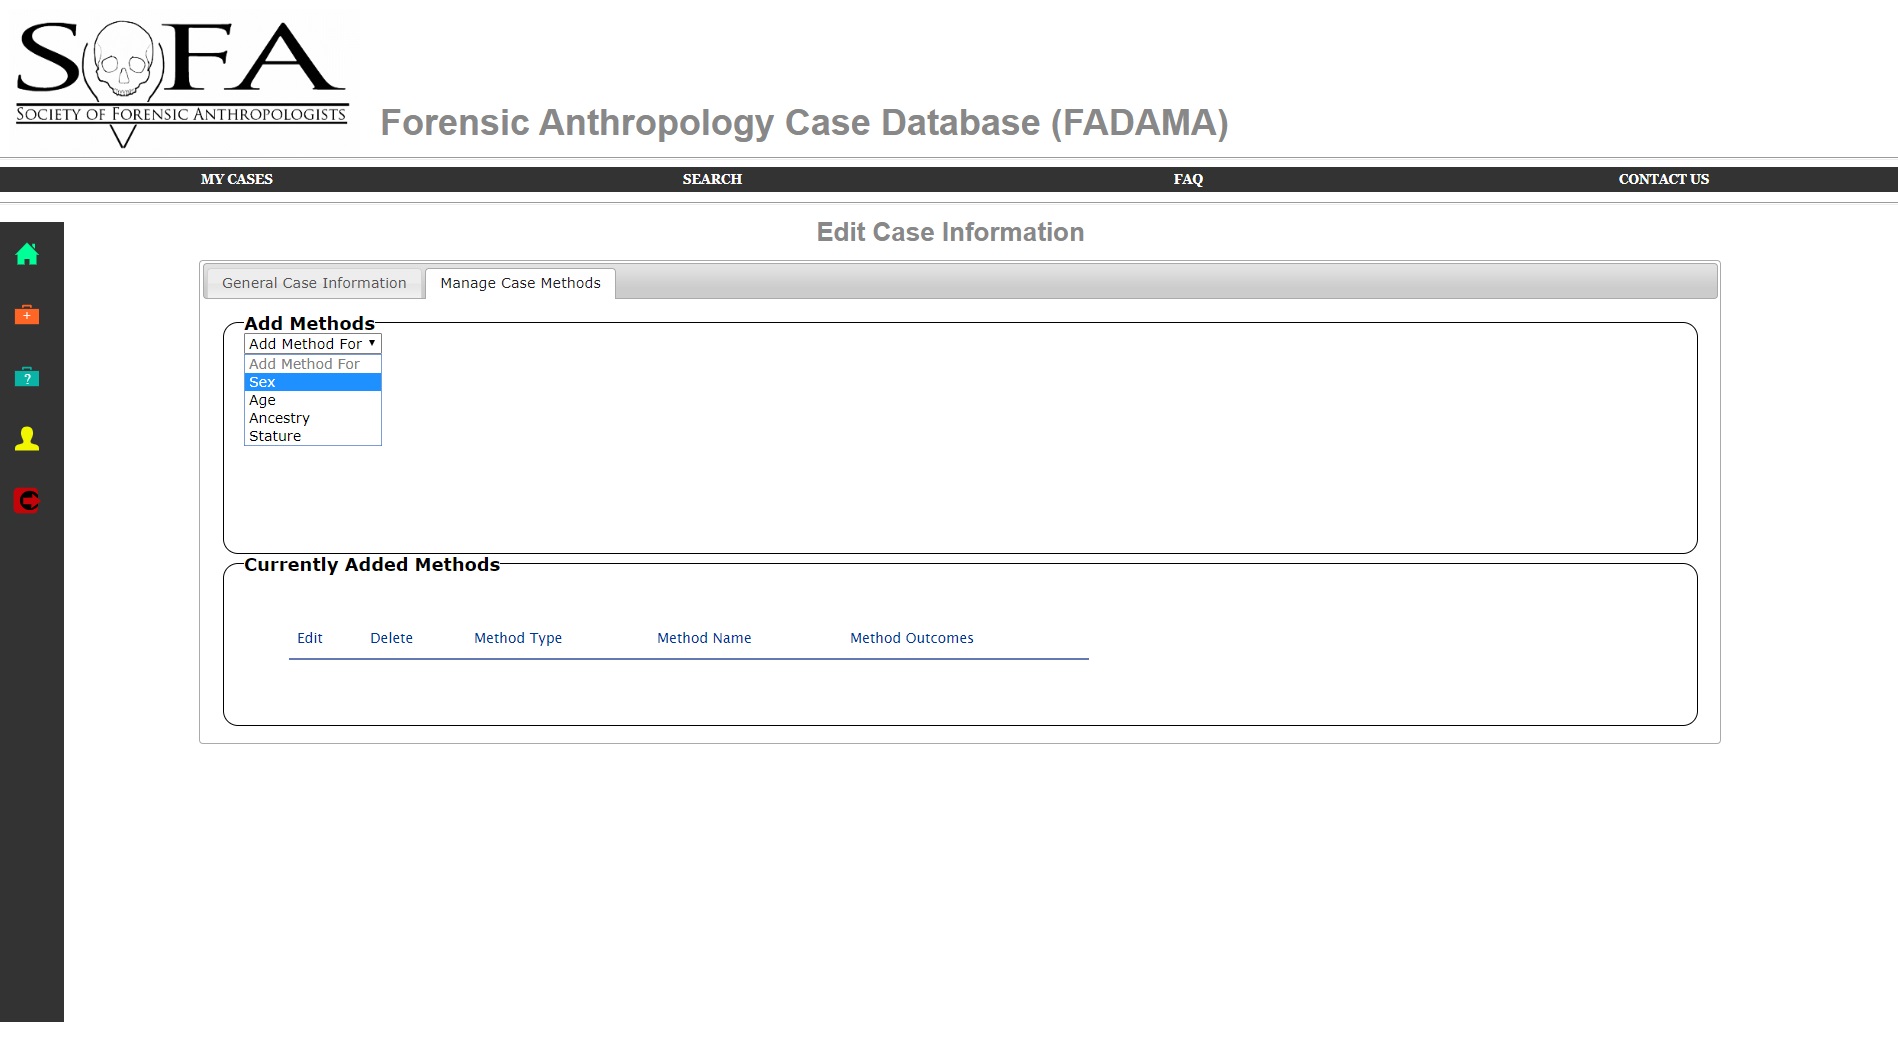 SOFA
SOCIETY OF FORENSIC ANTHROPOLOGISTS
Forensic Anthropology Case Database (FADAMA)
MY CASES SEARCH FAQ CONTACT US
Edit Case Information
General Case Information Manage Case Methods
Add Methods
Add Method For
Add Method For
Sex
Age
Ancestry
Stature
Currently Added Methods
Edit Delete Method Type Method Name Method Outcomes